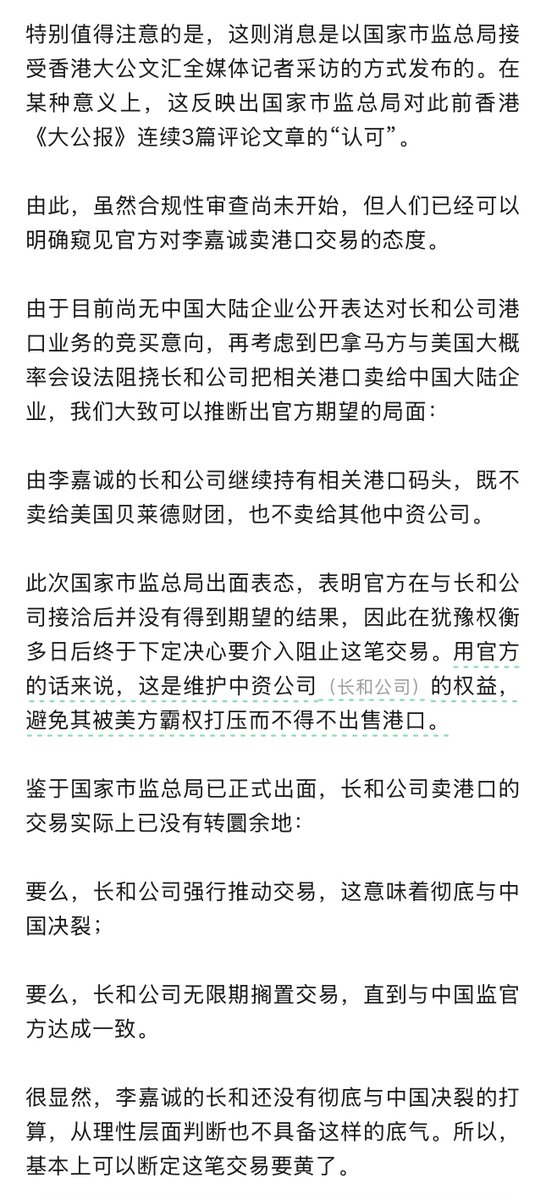 特别值得注意的是，这则消息是以国家市监总局接
受香港大公文汇全媒体记者采访的方式发布的。在
某种意义上，这反映出国家市监总局对此前香港
《大公报》连续3篇评论文章的“认可”。
由此，虽然合规性审查尚未开始，但人们已经可以
明确窥见官方对李嘉诚卖港口交易的态度。
由于目前尚无中国大陆企业公开表达对长和公司港
口业务的竞买意向，再考虑到巴拿马方与美国大概
率会设法阻挠长和公司把相关港口卖给中国大陆企
业，我们大致可以推断出官方期望的局面：
由李嘉诚的长和公司继续持有相关港口码头，既不
卖给美国贝莱德财团，也不卖给其他中资公司。
此次国家市监总局出面表态，表明官方在与长和公
司接洽后并没有得到期望的结果，因此在犹豫权衡
多日后终于下定决心要介入阻止这笔交易。用官方
的话来说，这是维护中资公司（长和公司）的权益，
避免其被美方霸权打压而不得不出售港口。
鉴于国家市监总局已正式出面，长和公司卖港口的
交易实际上已没有转圜余地：
要么，长和公司强行推动交易，这意味着彻底与中
国决裂；
要么，长和公司无限期搁置交易，直到与中国监官
方达成一致。
很显然，李嘉诚的长和还没有彻底与中国决裂的打
算，从理性层面判断也不具备这样的底气。所以，
基本上可以断定这笔交易要黄了。